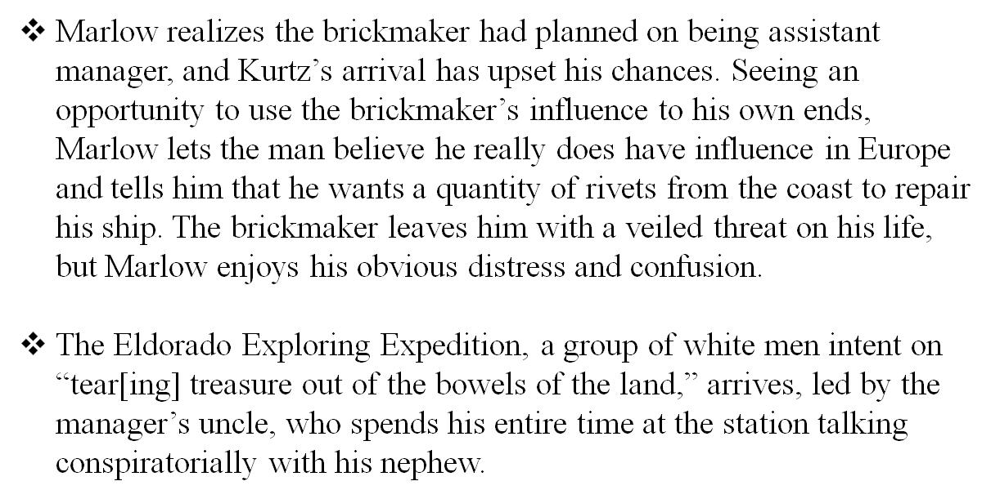 ❖ Marlow realizes the brickmaker had planned on being assistant
manager, and Kurtz’s arrival has upset his chances. Seeing an
opportunity to use the brickmaker’s influence to his own ends,
Marlow lets the man believe he really does have influence in Europe
and tells him that he wants a quantity of rivets from the coast to repair
his ship. The brickmaker leaves him with a veiled threat on his life,
but Marlow enjoys his obvious distress and confusion.
❖ The Eldorado Exploring Expedition, a group of white men intent on
“tear[ing] treasure out of the bowels of the land,” arrives, led by the
manager’s uncle, who spends his entire time at the station talking
conspiratorially with his nephew.